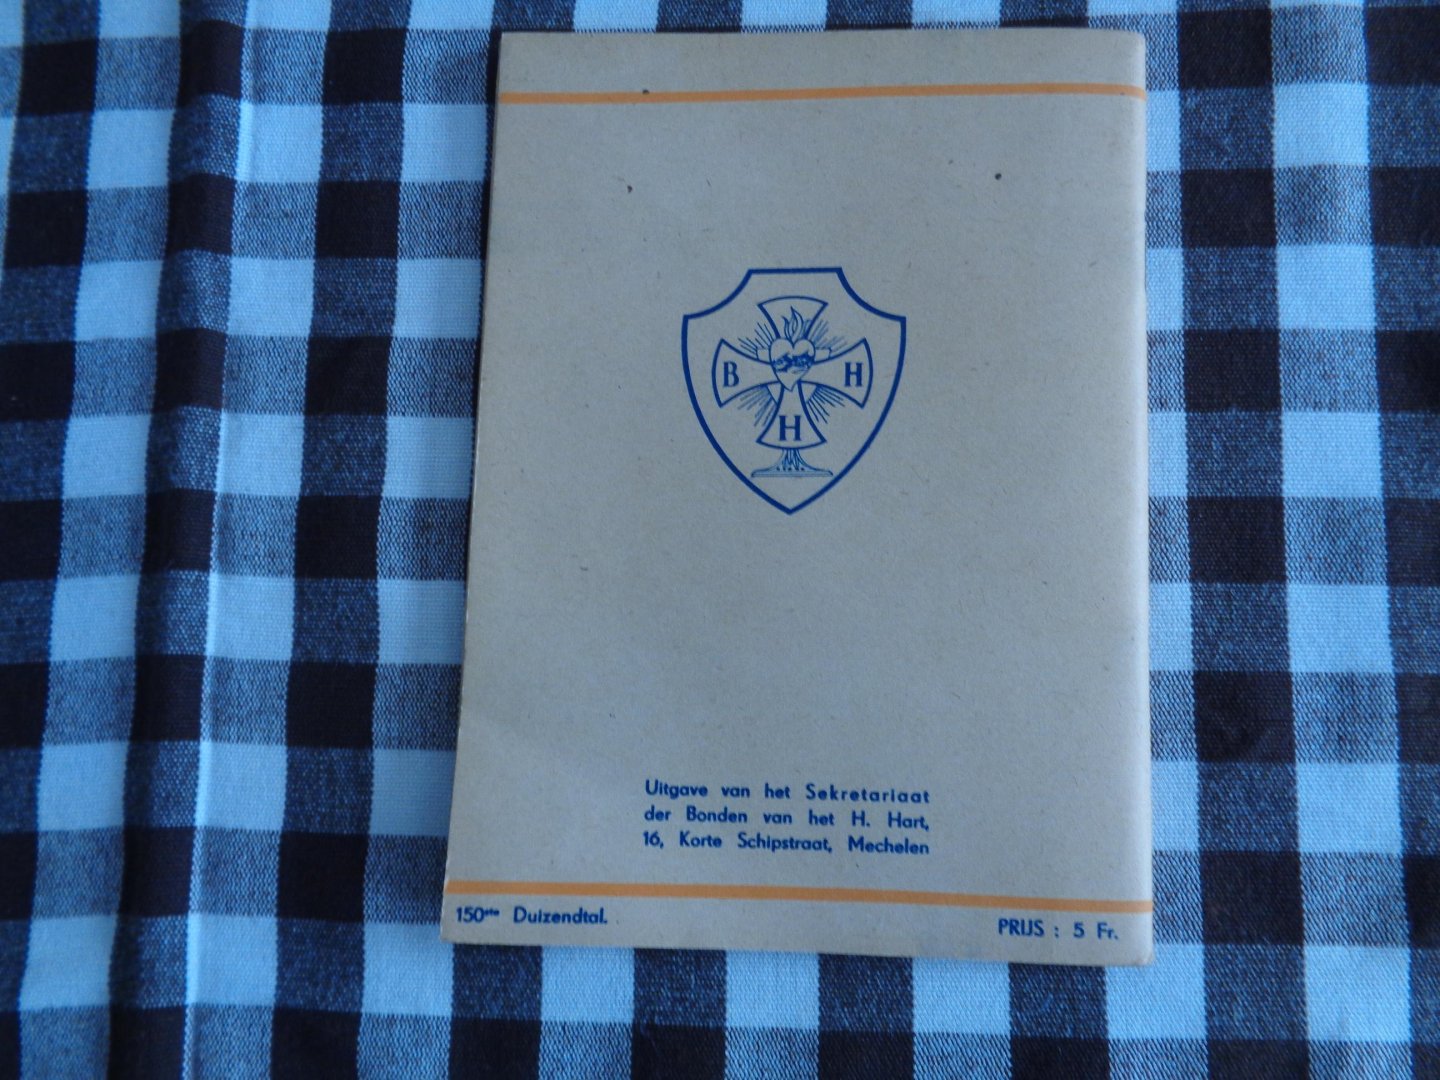 B H
H
Uitgave van het Sekretariaat
der Bonden van het H. Hart,
16, Korte Schipstraat, Mechelen
150ste Duizendtal.
PRIJS : 5 Fr.